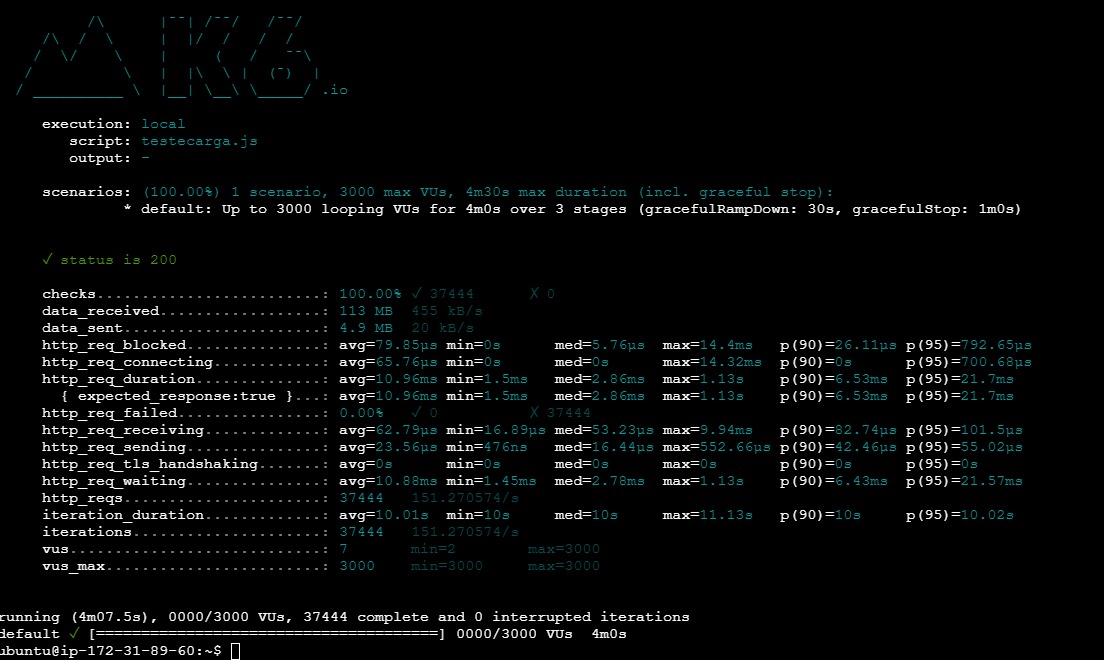 .io
execution: local
script: testecarga.js
output: -
scenarios: (100.00%) 1 scenario, 3000 max VUs, 4m30s max duration (incl. graceful stop):
* default: Up to 3000 looping VUs for 4m0s over 3 stages (gracefulRampDown: 30s, gracefulStop: 1m0s)
✓ status is 200
checks.........................: 100.00% ✓ 37444 ✗ 0
data_received..................: 113 MB 455 kB/s
data_sent......................: 4.9 MB 20 kB/s
http_req_blocked...............: avg=79.85µs min=0s med=5.76µs max=14.4ms p(90)=26.11µs p(95)=792.65µs
http_req_connecting............: avg=65.76µs min=0s med=0s max=14.32ms p(90)=0s p(95)=700.68µs
http_req_duration..............: avg=10.96ms min=1.5ms med=2.86ms max=1.13s p(90)=6.53ms p(95)=21.7ms
{ expected_response:true }...: avg=10.96ms min=1.5ms med=2.86ms max=1.13s p(90)=6.53ms p(95)=21.7ms
http_req_failed................: 0.00% ✓ 0 ✗ 37444
http_req_receiving.............: avg=62.79µs min=16.89µs med=53.23µs max=9.94ms p(90)=82.74µs p(95)=101.5µs
http_req_sending...............: avg=23.56µs min=476ns med=16.44µs max=552.66µs p(90)=42.46µs p(95)=55.02µs
http_req_tls_handshaking.......: avg=0s min=0s med=0s max=0s p(90)=0s p(95)=0s
http_req_waiting...............: avg=10.88ms min=1.45ms med=2.78ms max=1.13s p(90)=6.43ms p(95)=21.57ms
http_reqs......................: 37444 151.270574/s
iteration_duration.............: avg=10.01s min=10s med=10s max=11.13s p(90)=10s p(95)=10.02s
iterations.....................: 37444 151.270574/s
vus............................: 7 min=2 max=3000
vus_max........................: 3000 min=3000 max=3000
running (4m07.5s), 0000/3000 VUs, 37444 complete and 0 interrupted iterations
default ✓ [======================================] 0000/3000 VUs 4m0s
ubuntu@ip-172-31-89-60:~$